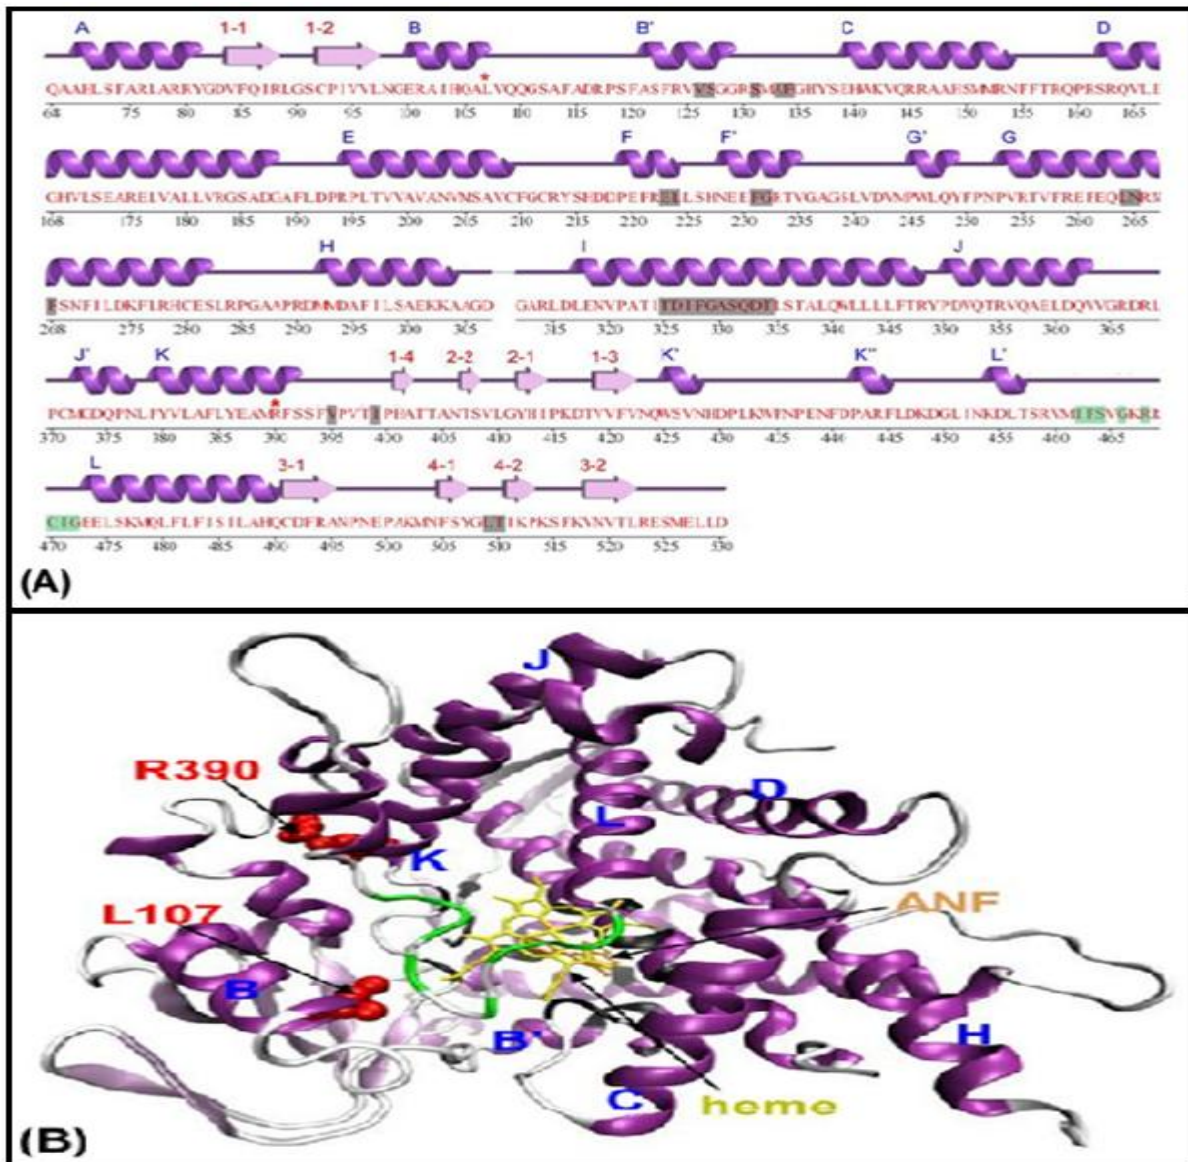 A 1-1 1-2 B B' C D
QAAHLSFARLARRYGDVFQIRLGSCPIVVLNGERAIHQALVQQGSAFADRPSFASFRVVSGGRSMAFGHYSEHWKVQRRAAHSMMRNFFTRQPRSRQVLE
68 75 80 85 90 95 100 105 110 115 120 125 130 135 140 145 150 155 160 165
E F F' G' G
GHVLSEARELVALLVRGSADGAFLDPRPLTVVAVANVMSAVCFGCRYSHDDPEFRELLSHNEEFGRTVGAGSLVDVMPWLQYFPNPVRTVFREFEQLNRN
168 175 180 185 190 195 200 205 210 215 220 225 230 235 240 245 250 255 260 265
H I J
FSNFILDKFLRHCESLRPGAAPRDMMDAFILSAEKKAAGD GARLDLENVPATITDIFGASQDTLSTALQWLLLLFTRYPDVQTRVQAELDQVVGRDRL
268 275 280 285 290 295 300 305 315 320 325 330 335 340 345 350 355 360 365
J' K * 1-4 2-2 2-1 1-3 K' K" L'
PCMGDQPNLPYVLAFLYEAMRFSSFVPVTIPHATTANTSVLGYHIPKDTVVFVNQWSVNHDPLKWPNPENFDPARFLDKDGLINKDLTSRVMIFSVGKRR
370 375 380 385 390 395 400 405 410 415 420 425 430 435 440 445 450 455 460 465
L 3-1 4-1 4-2 3-2
CIGEELSKMQLFLFISILAHQCDFRANPNEPAKMNFSYGLTIKPKSFKVNVTLRESMELLD
470 475 480 485 490 495 500 505 510 515 520 525 530
(A)
J
R390
D
L
K
L107
ANF
B
B'
H
C
heme
(B)